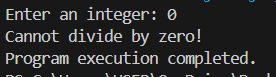 Enter an integer: 0
Cannot divide by zero!
Program execution completed.